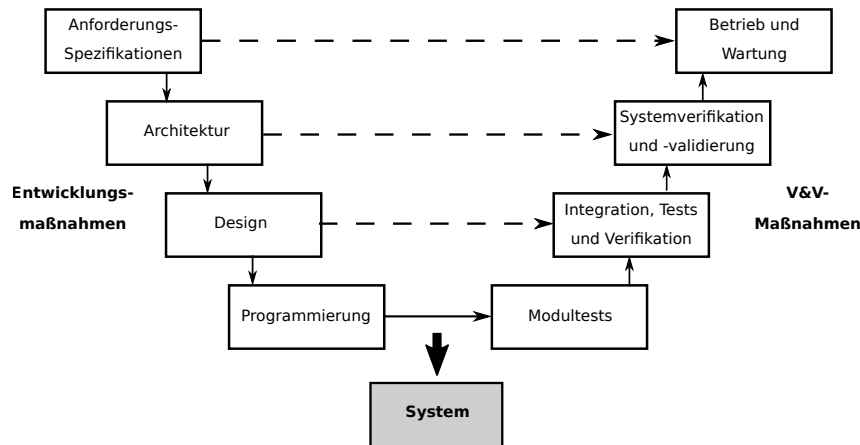 Anforderungs-
Spezifikationen
Betrieb und
Wartung
Architektur
Systemverifikation
und -validierung
Entwicklungs-
maßnahmen
V&V-
Maßnahmen
Design
Integration, Tests
und Verifikation
Programmierung
Modultests
System